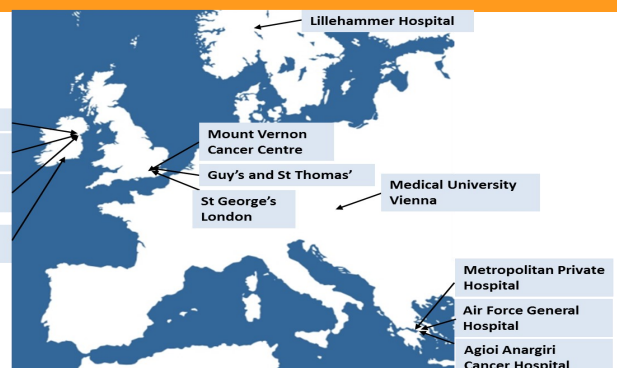 Lillehammer Hospital
Mount Vernon
Cancer Centre
Guy's and St Thomas'
St George's
London
Medical University
Vienna
Metropolitan Private
Hospital
Air Force General
Hospital
Agioi Anargiri
Cancer Hospital